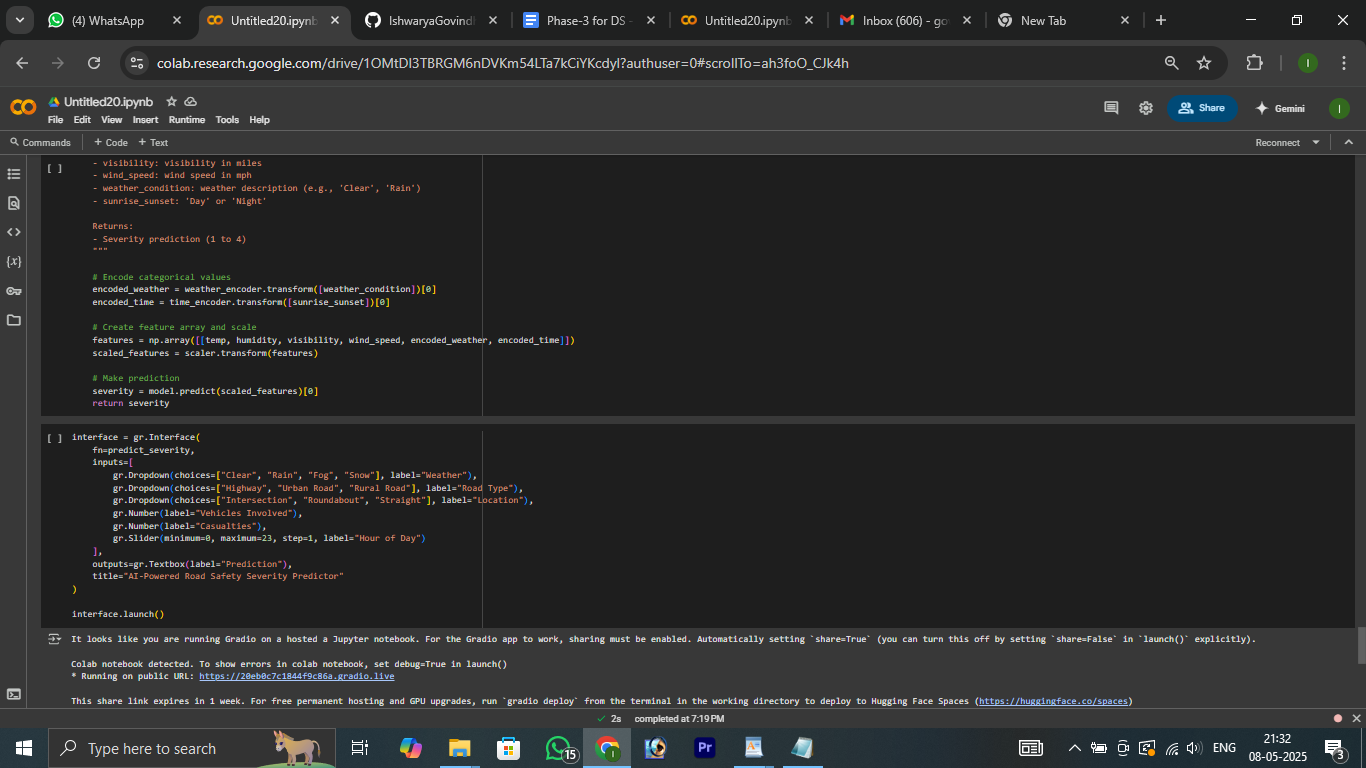 (4) WhatsApp
Untitled20.ipynb
IshwaryaGovindh
Phase-3 for DS -
Untitled20.ipynb
Inbox (606) - go
New Tab
colab.research.google.com/drive/1OMtDI3TBRGM6nDVKm54LTa7kCiYKcdyI?authuser=0#scrollTo=ah3foO_CJk4h
I
CO
Untitled20.ipynb
File Edit View Insert Runtime Tools Help
Share
Gemini
I
Commands + Code + Text
Reconnect
[ ]
- visibility: visibility in miles
- wind_speed: wind speed in mph
- weather_condition: weather description (e.g., 'Clear', 'Rain')
- sunrise_sunset: 'Day' or 'Night'
Returns:
- Severity prediction (1 to 4)
"""
# Encode categorical values
encoded_weather = weather_encoder.transform([weather_condition])[0]
encoded_time = time_encoder.transform([sunrise_sunset])[0]
# Create feature array and scale
features = np.array([[temp, humidity, visibility, wind_speed, encoded_weather, encoded_time]])
scaled_features = scaler.transform(features)
# Make prediction
severity = model.predict(scaled_features)[0]
return severity
[ ] interface = gr.Interface(
fn=predict_severity,
inputs=[
gr.Dropdown(choices=["Clear", "Rain", "Fog", "Snow"], label="Weather"),
gr.Dropdown(choices=["Highway", "Urban Road", "Rural Road"], label="Road Type"),
gr.Dropdown(choices=["Intersection", "Roundabout", "Straight"], label="Location"),
gr.Number(label="Vehicles Involved"),
gr.Number(label="Casualties"),
gr.Slider(minimum=0, maximum=23, step=1, label="Hour of Day")
],
outputs=gr.Textbox(label="Prediction"),
title="AI-Powered Road Safety Severity Predictor"
)
interface.launch()
It looks like you are running Gradio on a hosted a Jupyter notebook. For the Gradio app to work, sharing must be enabled. Automatically setting `share=True` (you can turn this off by setting `share=False` in `launch()` explicitly).
Colab notebook detected. To show errors in colab notebook, set debug=True in launch()
* Running on public URL: https://20eb0c7c1844f9c86a.gradio.live
This share link expires in 1 week. For free permanent hosting and GPU upgrades, run `gradio deploy` from the terminal in the working directory to deploy to Hugging Face Spaces (https://huggingface.co/spaces)
2s completed at 7:19 PM
Type here to search
15
Pr
ENG
21:32
08-05-2025
3